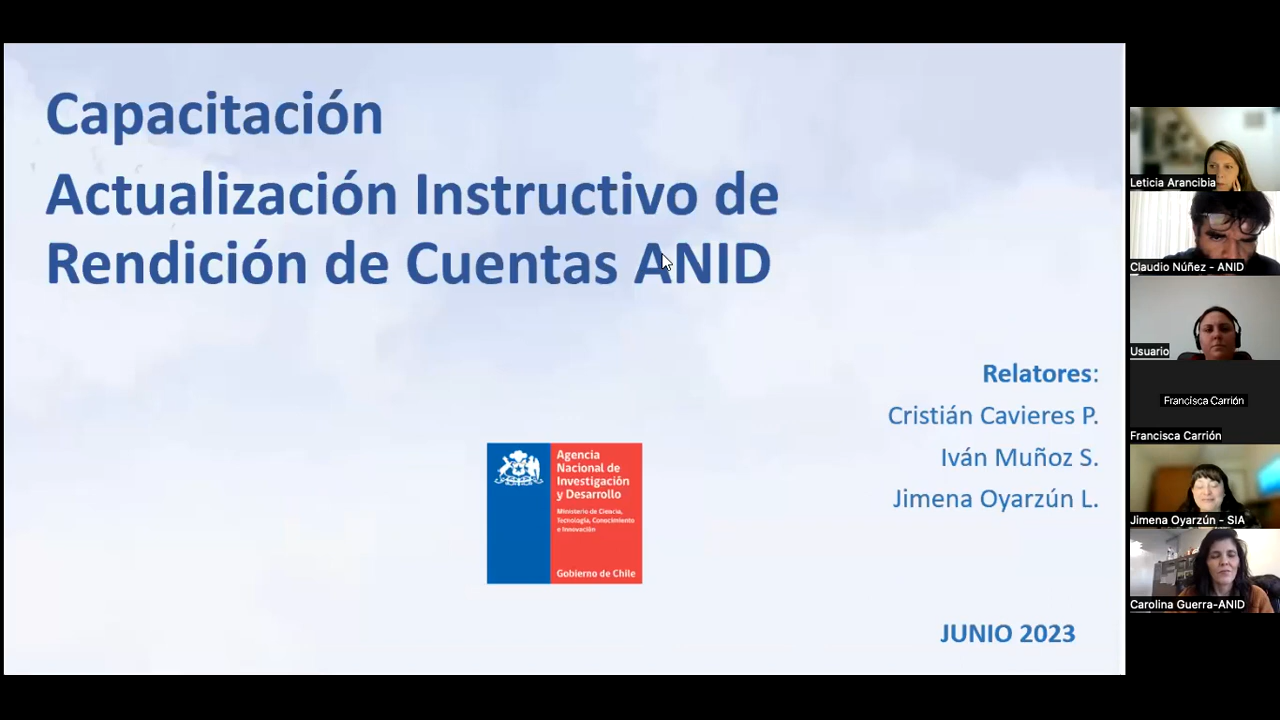 Capacitación
Actualización Instructivo de
Rendición de Cuentas ANID
Relatores:
Cristián Cavieres P.
Iván Muñoz S.
Jimena Oyarzún L.
Agencia
Nacional de
Investigación
y Desarrollo
Ministerio de Ciencia,
Tecnología, Conocimiento
e Innovación
Gobierno de Chile
JUNIO 2023
Leticia Arancibia
Claudio Núñez - ANID
Usuario
Francisca Carrión
Francisca Carrión
Jimena Oyarzún - SIA
Carolina Guerra-ANID